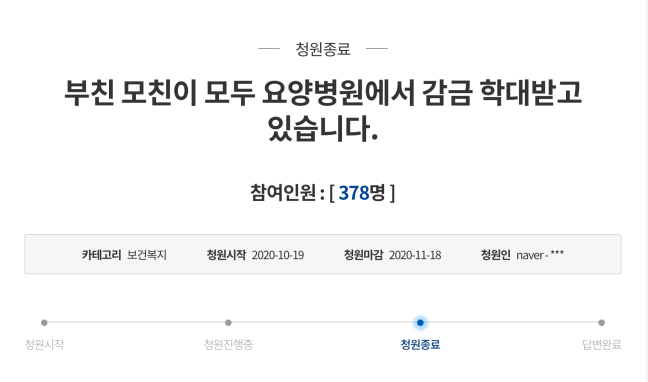 청원종료
부친 모친이 모두 요양병원에서 감금 학대받고
있습니다.
참여인원 : [ 378명 ]
카테고리 보건복지 청원시작 2020-10-19 청원마감 2020-11-18 청원인 naver - ***
청원시작 청원진행중 청원종료 답변완료